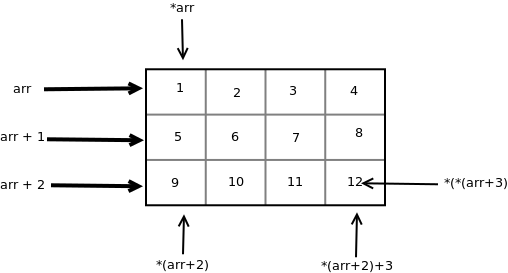 *arr
arr 1 2 3 4
arr + 1 5 6 7 8
arr + 2 9 10 11 12 *(*(arr+3)
*(arr+2) *(arr+2)+3